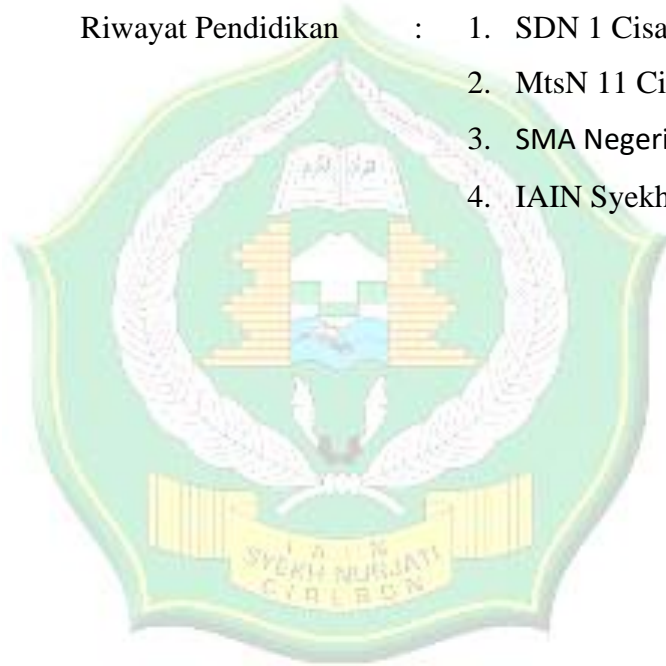 Riwayat Pendidikan : 1. SDN 1 Cisa
2. MtsN 11 Ci
3. SMA Negeri
4. IAIN Syekh
I A I N
SYEKH NURJATI
CIREBON